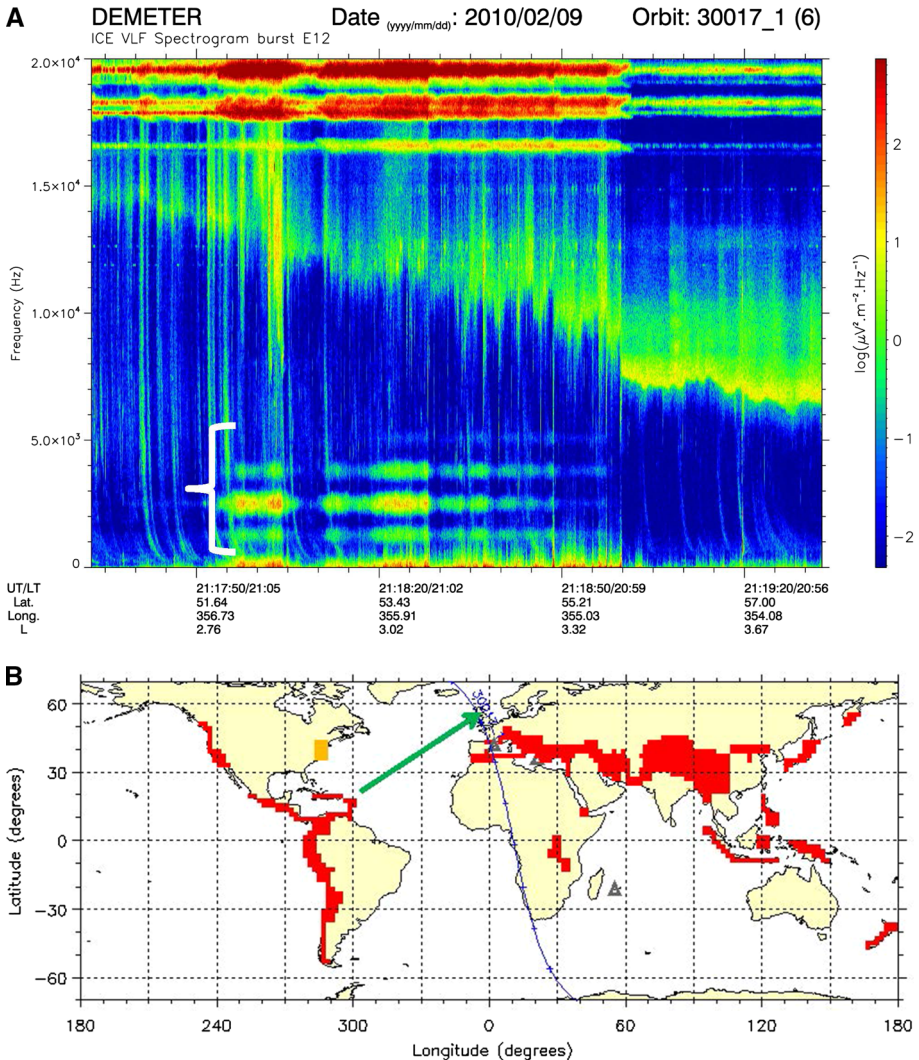 A DEMETER Date (yyyy/mm/dd): 2010/02/09 Orbit: 30017_1 (6)
ICE VLF Spectrogram burst E12
2.0×10⁴
1.5×10⁴
1.0×10⁴
5.0×10³
0
Frequency (Hz)
2
1
0
−1
−2
log(μV².m⁻².Hz⁻¹)
UT/LT 21:17:50/21:05 21:18:20/21:02 21:18:50/20:59 21:19:20/20:56
Lat. 51.64 53.43 55.21 57.00
Long. 356.73 355.91 355.03 354.08
L 2.76 3.02 3.32 3.67
B
60
30
0
−30
−60
Latitude (degrees)
180 240 300 0 60 120 180
Longitude (degrees)